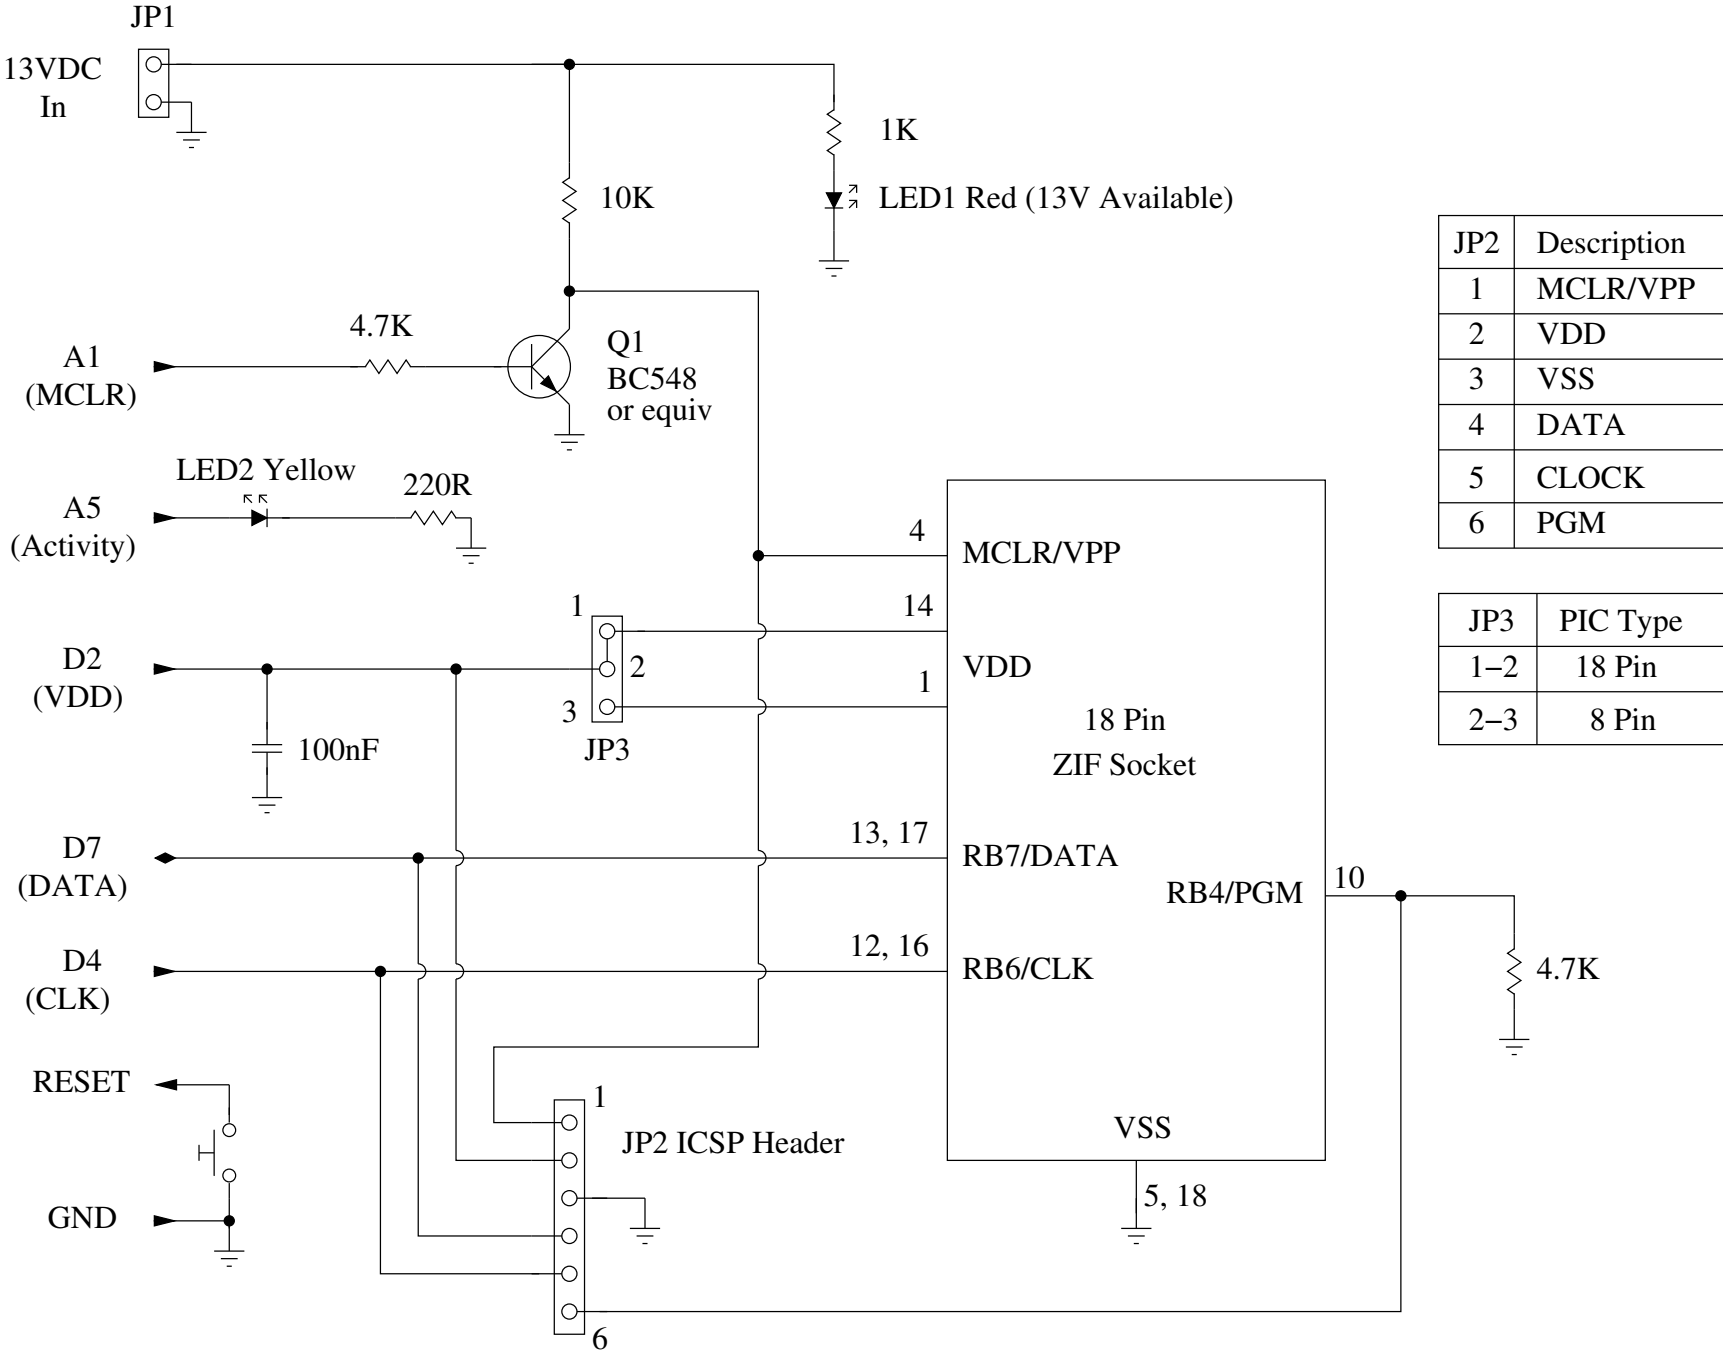 JP1
13VDC
In
1K
10K
LED1 Red (13V Available)
4.7K
A1
(MCLR)
Q1
BC548
or equiv
LED2 Yellow
220R
A5
(Activity)
4
MCLR/VPP
1
14
D2
(VDD)
2
1
VDD
3
JP3
100nF
18 Pin
ZIF Socket
D7
(DATA)
13, 17
RB7/DATA
RB4/PGM
10
D4
(CLK)
12, 16
RB6/CLK
4.7K
RESET
1
JP2 ICSP Header
VSS
5, 18
GND
6
JP2 Description
1 MCLR/VPP
2 VDD
3 VSS
4 DATA
5 CLOCK
6 PGM
JP3 PIC Type
1−2 18 Pin
2−3 8 Pin